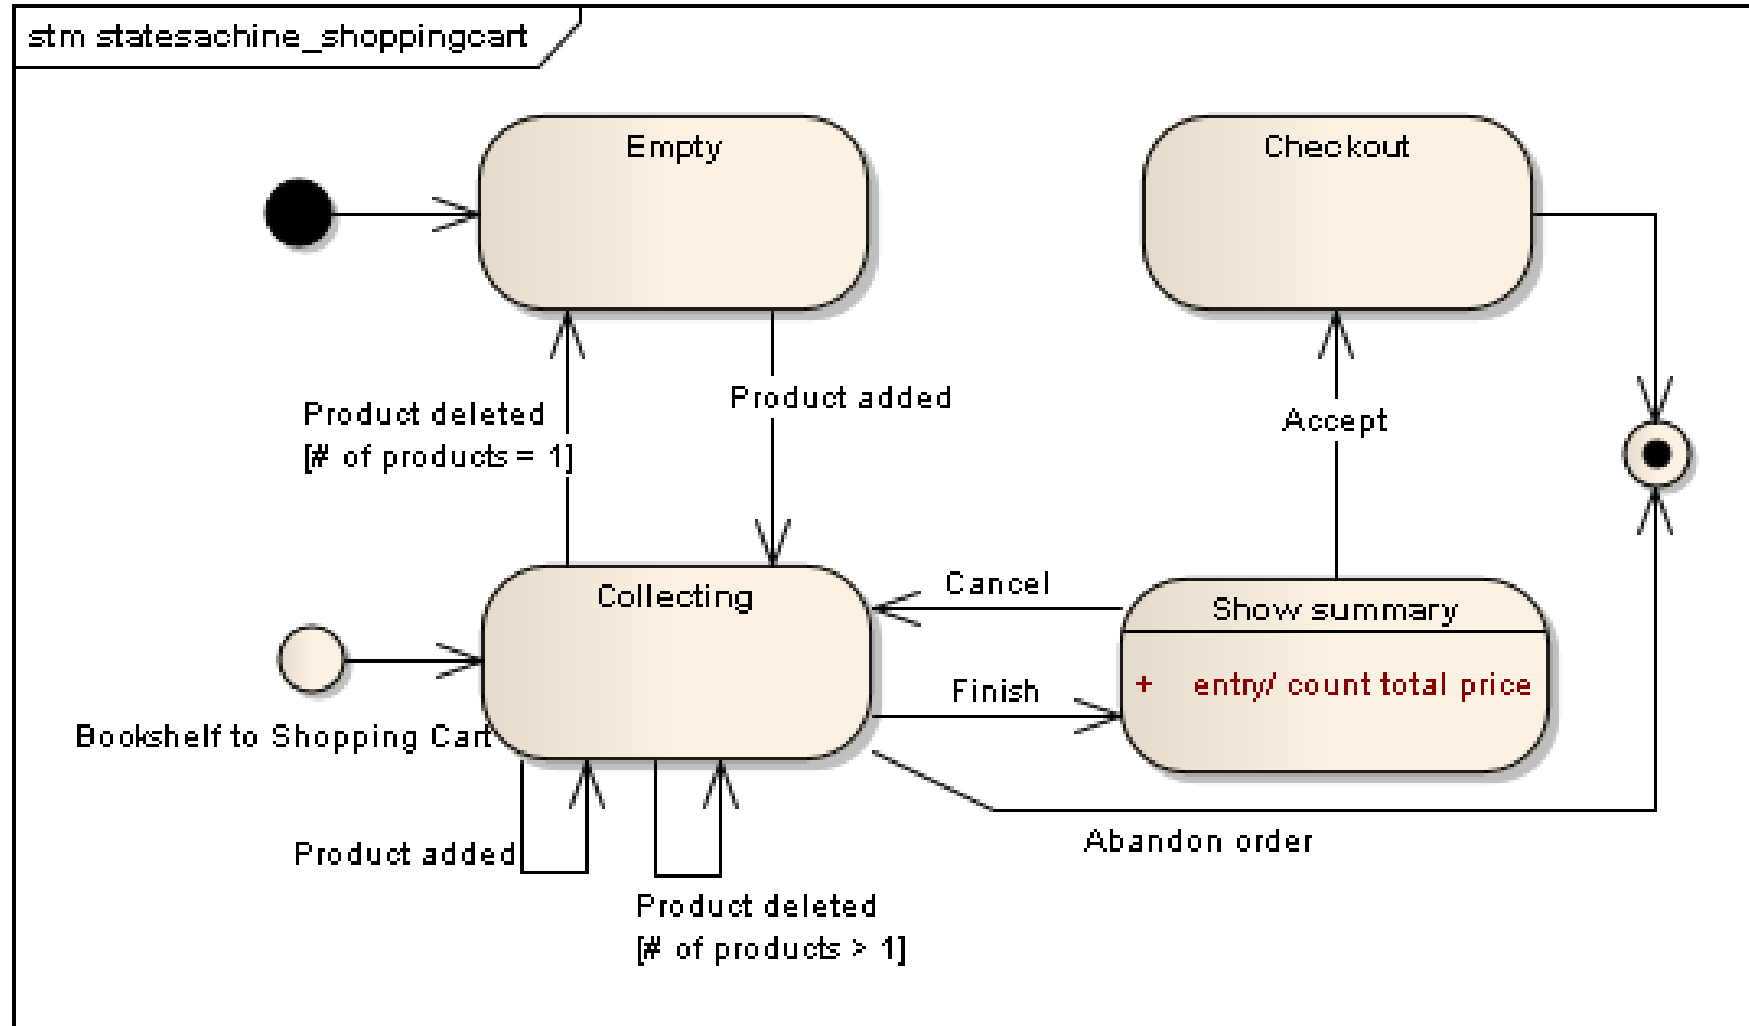 stm statesachine_shoppingcart
Empty
Checkout
Product deleted
[# of products = 1]
Product added
Accept
Collecting
Cancel
Show summary
+ entry/ count total price
Finish
Bookshelf to Shopping Cart
Product added
Abandon order
Product deleted
[# of products > 1]